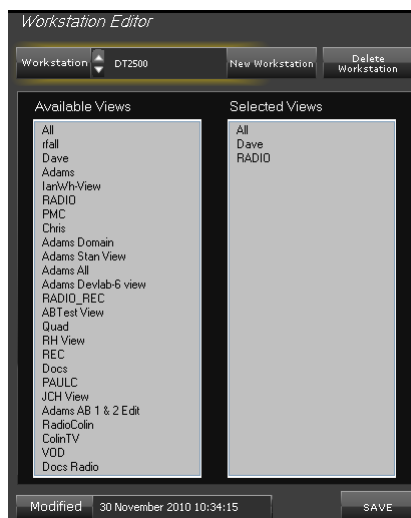 Workstation Editor
Workstation DT2500 New Workstation Delete Workstation
Available Views
All
rfall
Dave
Adams
IanWh-View
RADIO
PMC
Chris
Adams Domain
Adams Stan View
Adams All
Adams Devlab-6 view
RADIO_REC
ABTest View
Quad
RH View
REC
Docs
PAULC
JCH View
Adams AB 1 & 2 Edit
RadioColin
ColinTV
VOD
Docs Radio
Selected Views
All
Dave
RADIO
Modified 30 November 2010 10:34:15 SAVE